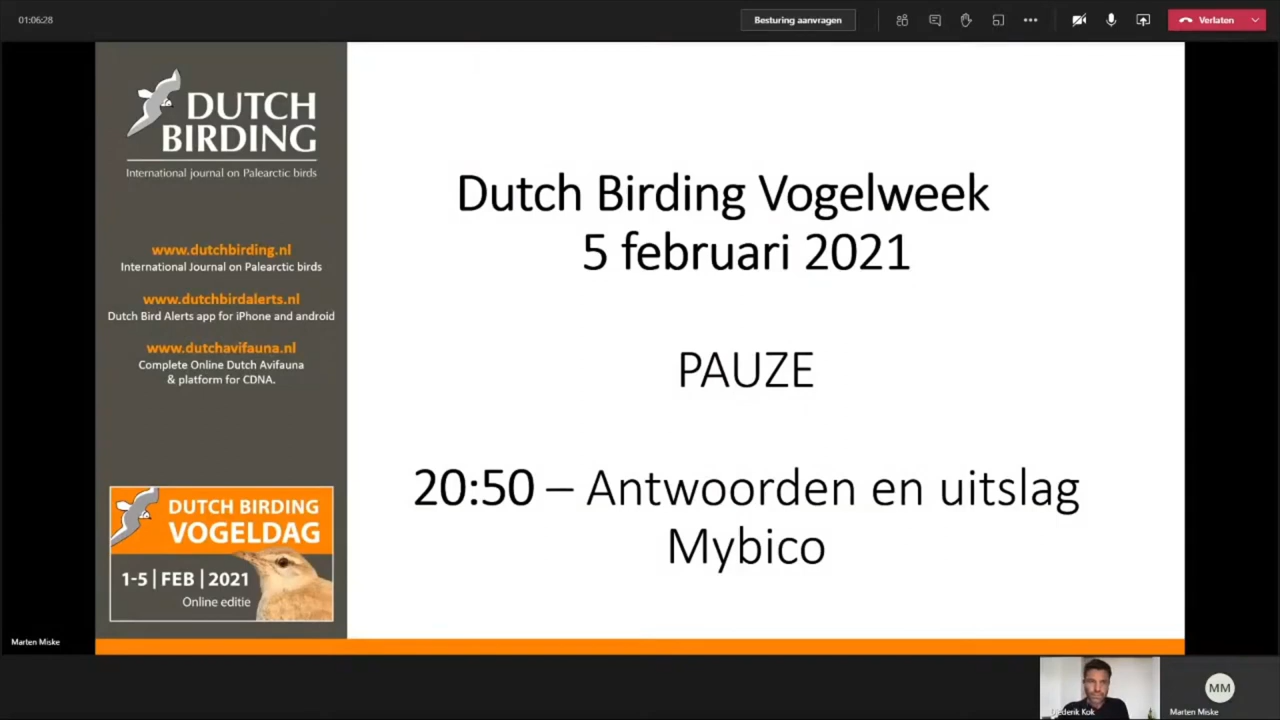 01:06:28
Besturing aanvragen
Verlaten
DUTCH
BIRDING
International journal on Palearctic birds
www.dutchbirding.nl
International Journal on Palearctic birds
www.dutchbirdalerts.nl
Dutch Bird Alerts app for iPhone and android
www.dutchavifauna.nl
Complete Online Dutch Avifauna
& platform for CDNA.
DUTCH BIRDING
VOGELDAG
1-5 | FEB | 2021
Online editie
Dutch Birding Vogelweek
5 februari 2021
PAUZE
20:50 – Antwoorden en uitslag
Mybico
Marten Miske
Kok
MM
Marten Miske